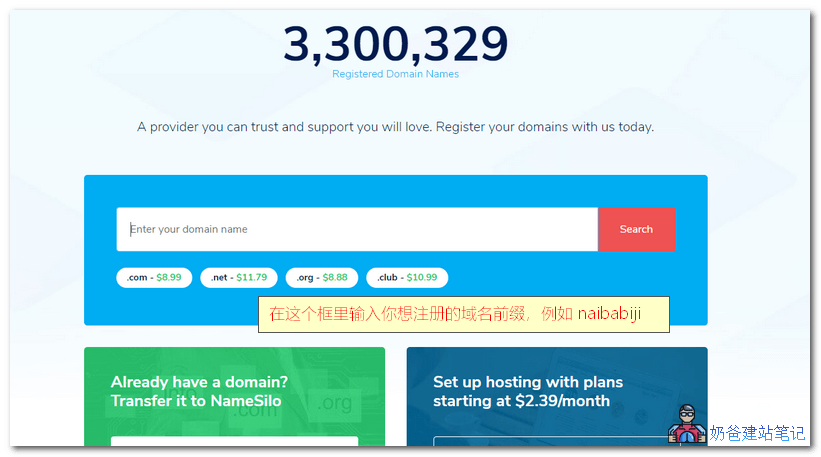 3,300,329
Registered Domain Names
A provider you can trust and support you will love. Register your domains with us today.
Enter your domain name
Search
.com - $8.99
.net - $11.79
.org - $8.88
.club - $10.99
在这个框里输入你想注册的域名前缀，例如 naibabiji
Already have a domain?
Transfer it to NameSilo
.com
.org
Set up hosting with plans
starting at $2.39/month
奶爸建站笔记